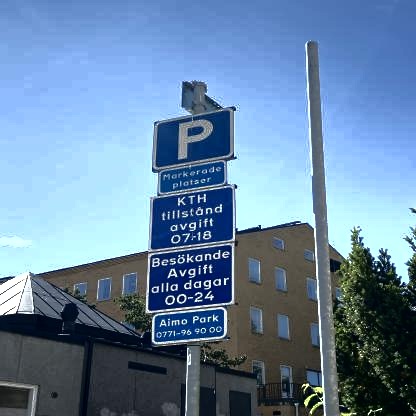 P
Markerade
platser
KTH
tillstånd
avgift
07-18
Besökande
Avgift
alla dagar
00-24
Aimo Park
0771-96 90 00